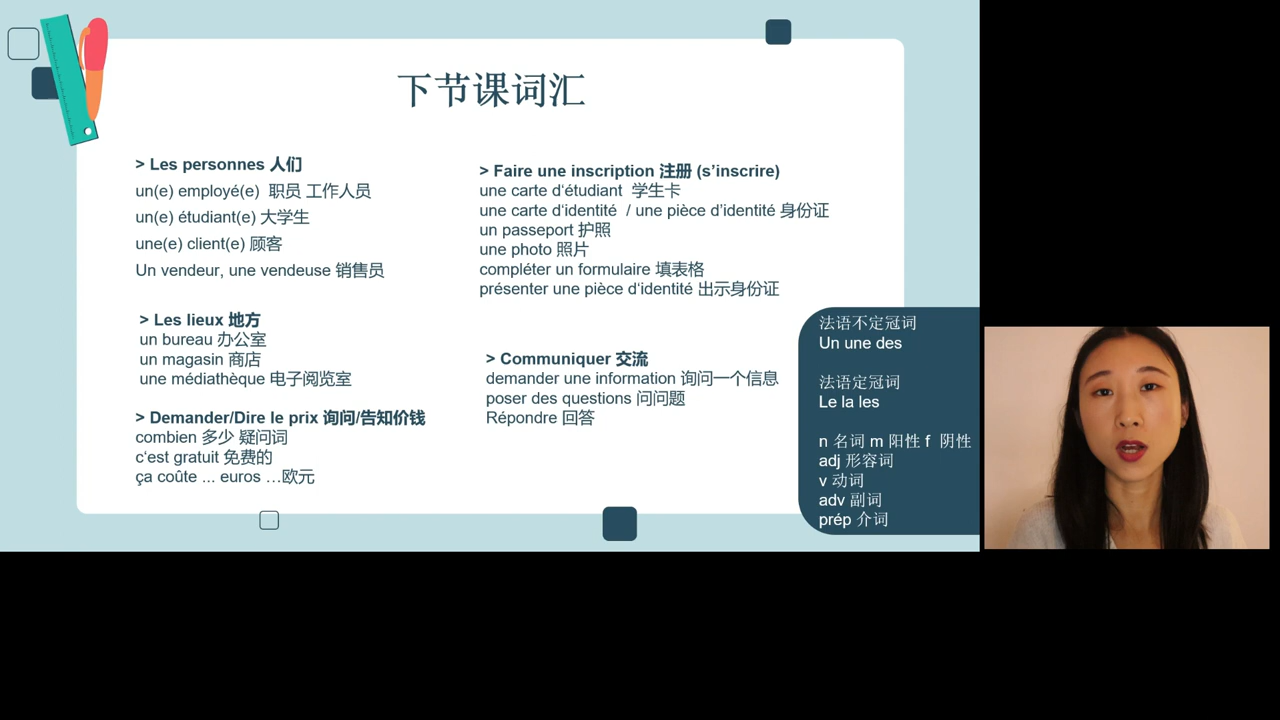 下节课词汇
> Les personnes 人们
un(e) employé(e) 职员 工作人员
un(e) étudiant(e) 大学生
une(e) client(e) 顾客
Un vendeur, une vendeuse 销售员
> Les lieux 地方
un bureau 办公室
un magasin 商店
une médiathèque 电子阅览室
> Demander/Dire le prix 询问/告知价钱
combien 多少 疑问词
c‘est gratuit 免费的
ça coûte ... euros …欧元
> Faire une inscription 注册 (s’inscrire)
une carte d‘étudiant 学生卡
une carte d‘identité / une pièce d’identité 身份证
un passeport 护照
une photo 照片
compléter un formulaire 填表格
présenter une pièce d‘identité 出示身份证
> Communiquer 交流
demander une information 询问一个信息
poser des questions 问问题
Répondre 回答
法语不定冠词
Un une des
法语定冠词
Le la les
n 名词 m 阳性 f 阴性
adj 形容词
v 动词
adv 副词
prép 介词